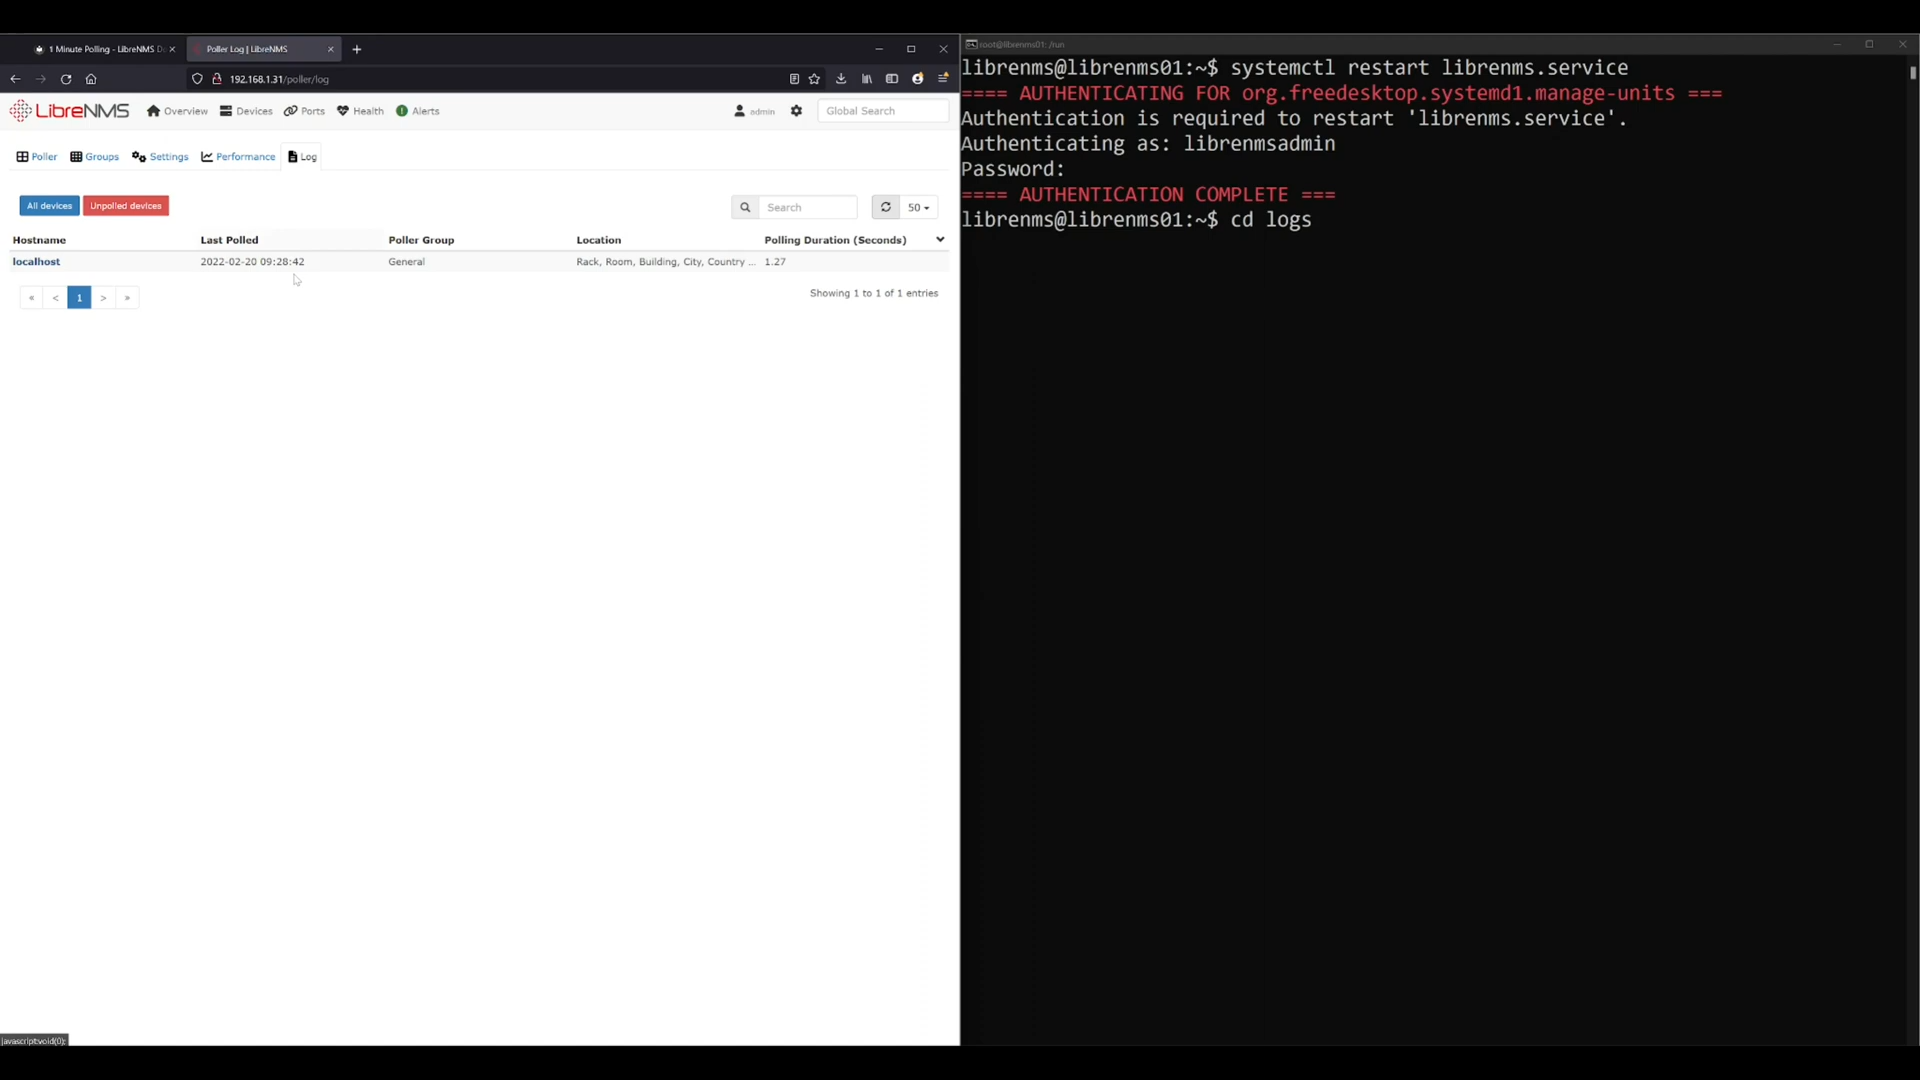 1 Minute Polling - LibreNMS Do
Poller Log | LibreNMS
192.168.1.31/poller/log
LibreNMS Overview Devices Ports Health Alerts admin Global Search
Poller Groups Settings Performance Log
All devices Unpolled devices Search 50
Hostname Last Polled Poller Group Location Polling Duration (Seconds)
localhost 2022-02-20 09:28:42 General Rack, Room, Building, City, Country ... 1.27
« < 1 > » Showing 1 to 1 of 1 entries
javascript:void(0);
root@librenms01: /run
librenms@librenms01:~$ systemctl restart librenms.service
==== AUTHENTICATING FOR org.freedesktop.systemd1.manage-units ===
Authentication is required to restart 'librenms.service'.
Authenticating as: librenmsadmin
Password:
==== AUTHENTICATION COMPLETE ===
librenms@librenms01:~$ cd logs